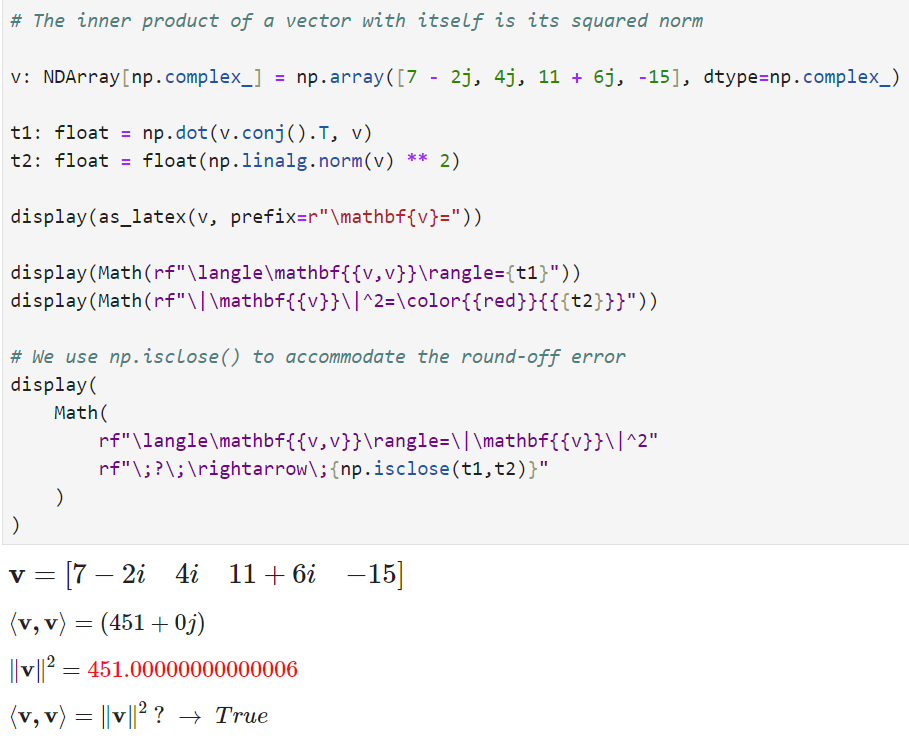 # The inner product of a vector with itself is its squared norm
v: NDArray[np.complex_] = np.array([7 - 2j, 4j, 11 + 6j, -15], dtype=np.complex_)
t1: float = np.dot(v.conj().T, v)
t2: float = float(np.linalg.norm(v) ** 2)
display(as_latex(v, prefix=r"\mathbf{v}="))
display(Math(rf"\langle\mathbf{{v,v}}\rangle={t1}"))
display(Math(rf"\|\mathbf{{v}}\|^2=\color{{red}}{{{t2}}}"))
# We use np.isclose() to accommodate the round-off error
display(
    Math(
        rf"\langle\mathbf{{v,v}}\rangle=\|\mathbf{{v}}\|^2"
        rf"\;?\;\rightarrow\;{np.isclose(t1,t2)}"
    )
)
v = [7 − 2i 4i 11 + 6i −15]
⟨v, v⟩ = (451 + 0j)
‖v‖² = 451.00000000000006
⟨v, v⟩ = ‖v‖² ? → True